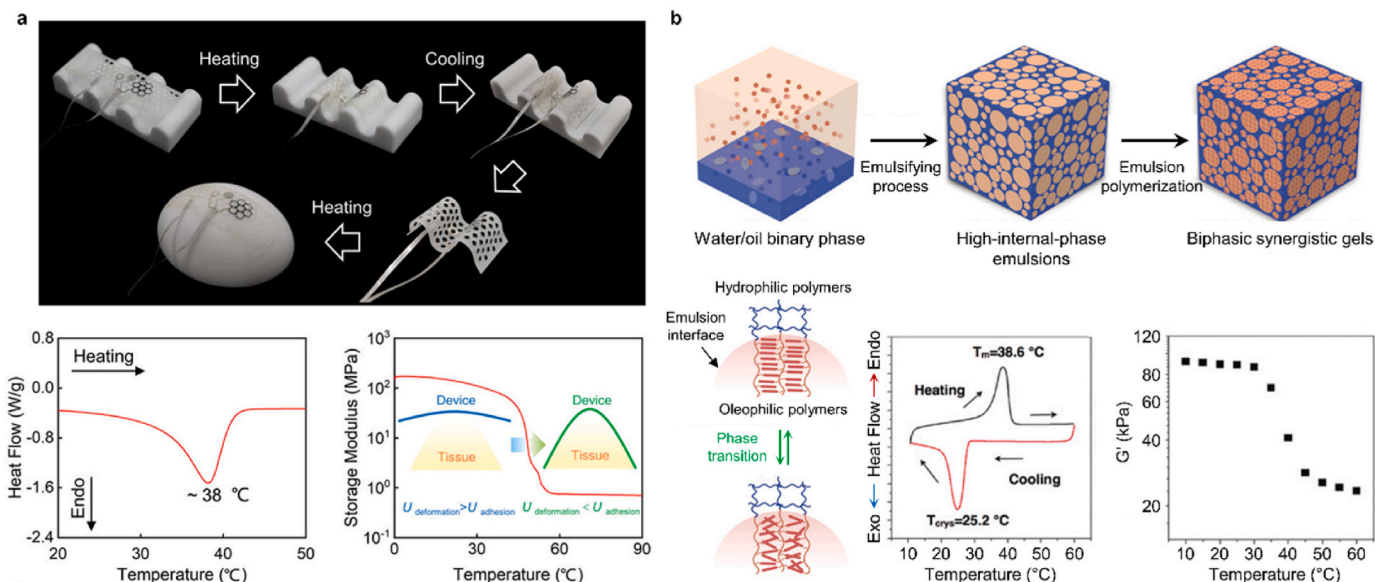 a
Heating
Cooling
Heating
0.8
0.0
-0.8
-1.6
-2.4
Heat Flow (W/g)
Heating
Endo
~ 38 ℃
20
30
40
50
Temperature (℃)
10³
10²
10¹
10⁰
10⁻¹
Storage Modulus (MPa)
Device
Tissue
Device
Tissue
U deformation > U adhesion
U deformation < U adhesion
0
30
60
90
Temperature (℃)
b
Water/oil binary phase
Emulsifying
process
High-internal-phase
emulsions
Emulsion
polymerization
Biphasic synergistic gels
Hydrophilic polymers
Emulsion
interface
Oleophilic polymers
Phase
transition
Exo
Heat Flow
Endo
Tm=38.6 °C
Heating
Cooling
Tcrys=25.2 °C
10
20
30
40
50
60
Temperature (℃)
120
80
60
40
20
G' (kPa)
10
20
30
40
50
60
Temperature (℃)